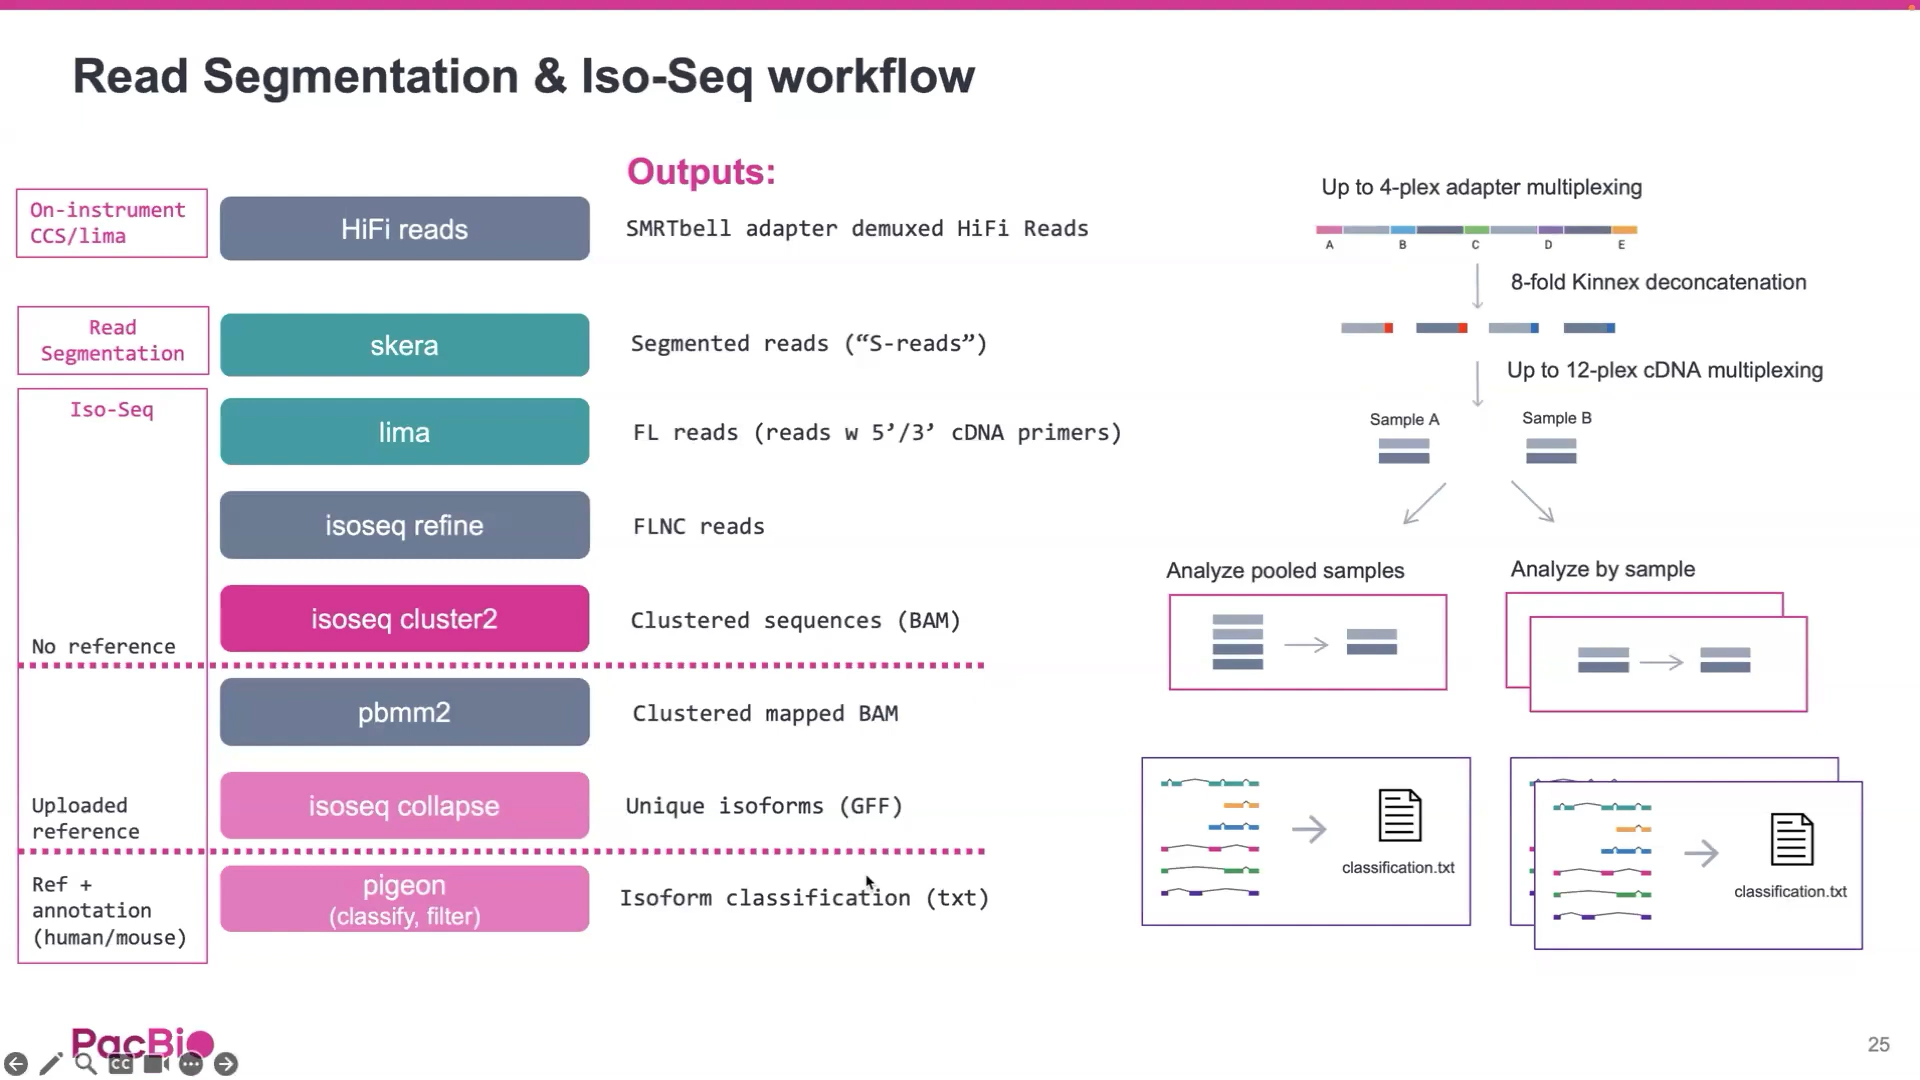 Read Segmentation & Iso-Seq workflow
Outputs:
On-instrument
CCS/lima
HiFi reads
SMRTbell adapter demuxed HiFi Reads
Read
Segmentation
skera
Segmented reads (“S-reads”)
Iso-Seq
lima
FL reads (reads w 5’/3’ cDNA primers)
isoseq refine
FLNC reads
isoseq cluster2
Clustered sequences (BAM)
No reference
pbmm2
Clustered mapped BAM
isoseq collapse
Unique isoforms (GFF)
Uploaded
reference
pigeon
(classify, filter)
Isoform classification (txt)
Ref +
annotation
(human/mouse)
Up to 4-plex adapter multiplexing
A B C D E
8-fold Kinnex deconcatenation
Up to 12-plex cDNA multiplexing
Sample A
Sample B
Analyze pooled samples
Analyze by sample
classification.txt
classification.txt
PacBio
CC
25